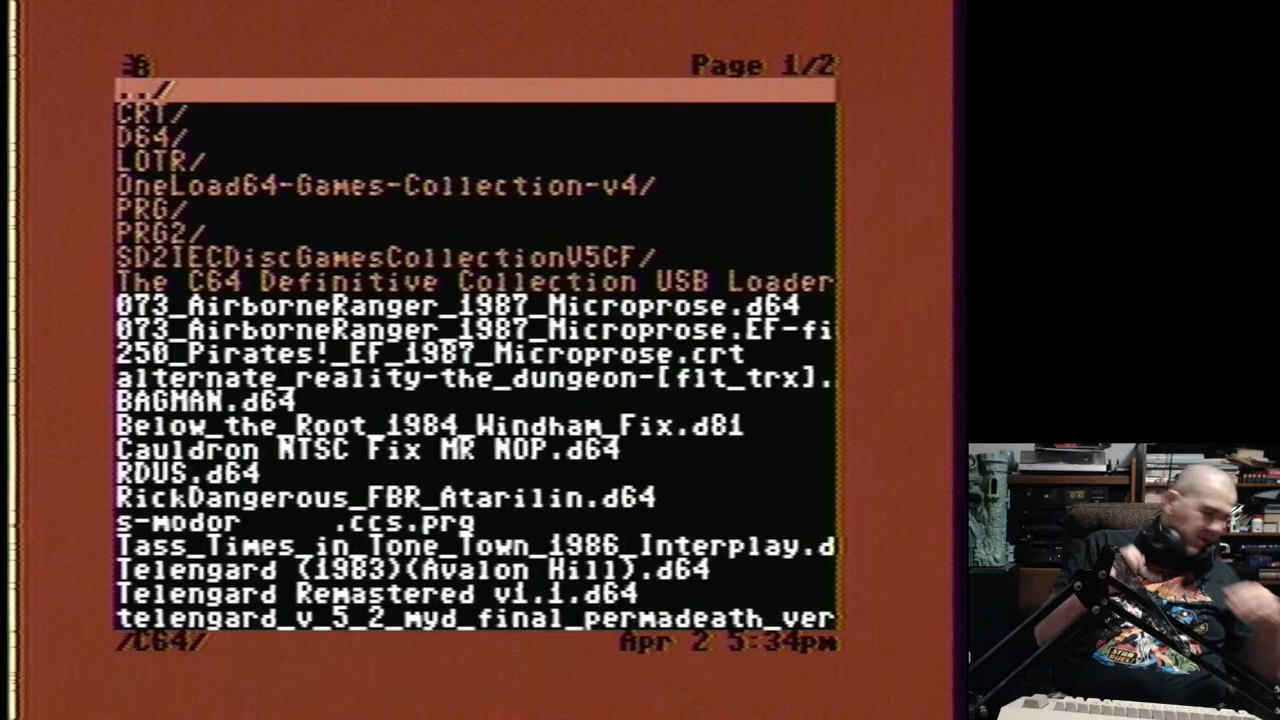 Page 1/2
../
CRT/
D64/
LOTR/
OneLoad64-Games-Collection-v4/
PRG/
PRG2/
SD2IECDiscGamesCollectionV5CF/
The C64 Definitive Collection USB Loader
073_AirborneRanger_1987_Microprose.d64
073_AirborneRanger_1987_Microprose.EF-fi
250_Pirates!_EF_1987_Microprose.crt
alternate_reality-the_dungeon-[flt_trx].
BAGMAN.d64
Below_the_Root_1984_Windham_Fix.d81
Cauldron NTSC Fix MR NOP.d64
RDUS.d64
RickDangerous_FBR_Atarilin.d64
s-modor .ccs.prg
Tass_Times_in_Tone_Town_1986_Interplay.d
Telengard (1983)(Avalon Hill).d64
Telengard Remastered v1.1.d64
telengard_v_5_2_myd_final_permadeath_ver
/C64/ Apr 2 5:34pm
STAR